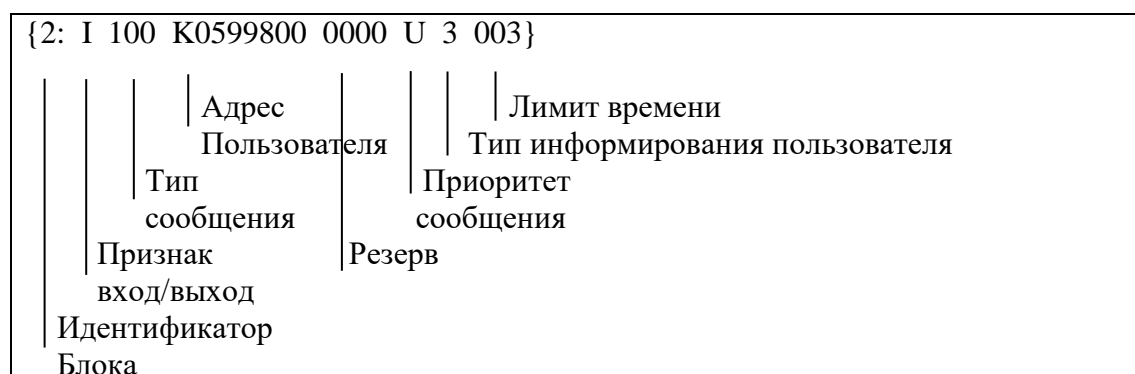 {2: I 100 K0599800 0000 U 3 003}
Адрес Лимит времени
Пользователя Тип информирования пользователя
Тип Приоритет
сообщения сообщения
Признак Резерв
вход/выход
Идентификатор
Блока